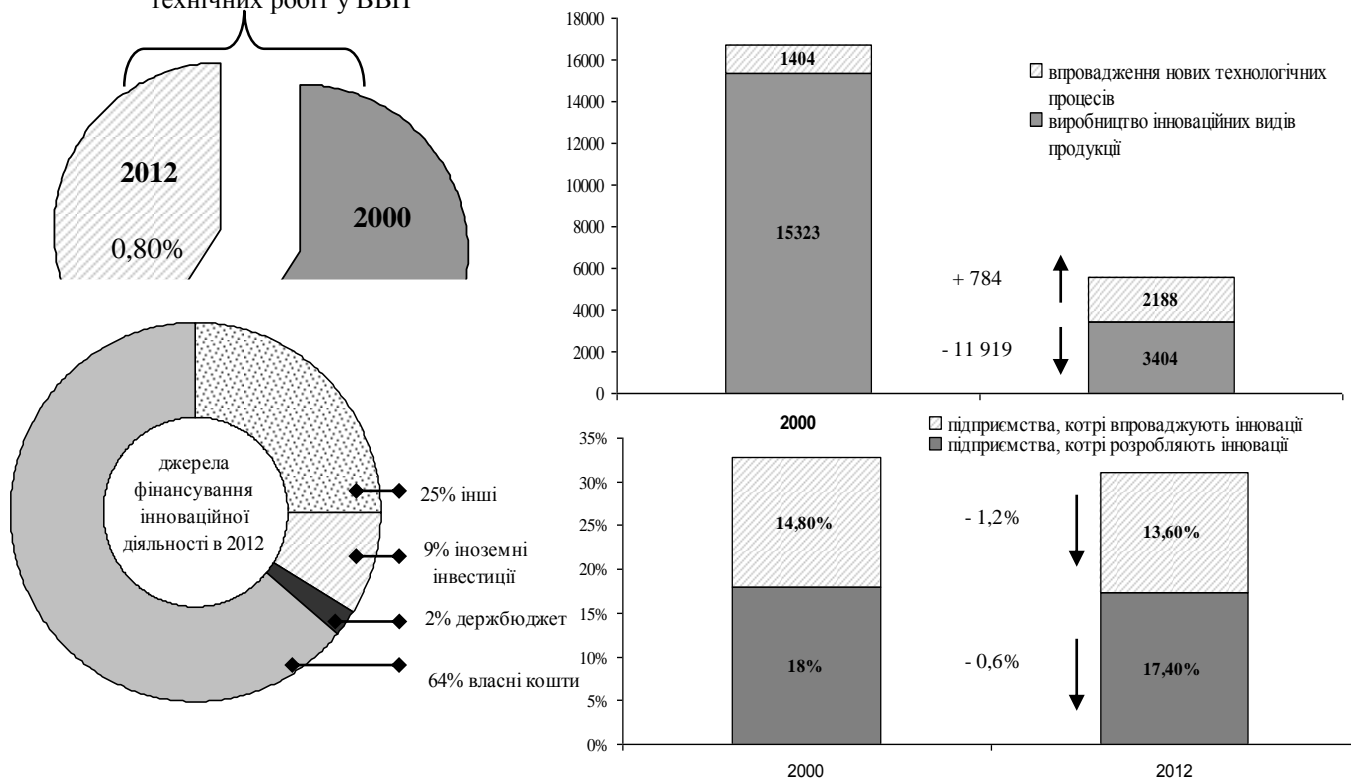 технічних робіт у ВВП
2012
0,80%
2000
джерела
фінансування
інноваційної
діяльності в 2012
25% інші
9% іноземні
інвестиції
2% держбюджет
64% власні кошти
18000
16000
14000
12000
10000
8000
6000
4000
2000
0
1404
15323
+ 784
- 11 919
2188
3404
впровадження нових технологічних
процесів
виробництво інноваційних видів
продукції
2000
підприємства, котрі впроваджують інновації
підприємства, котрі розробляють інновації
35%
30%
25%
20%
15%
10%
5%
0%
14,80%
18%
- 1,2%
- 0,6%
13,60%
17,40%
2000
2012